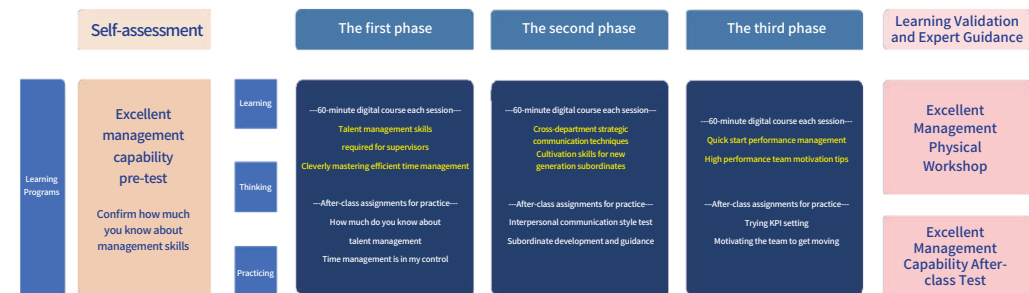 Self-assessment
The first phase
The second phase
The third phase
Learning Validation
and Expert Guidance
Learning
Programs
Excellent
management
capability
pre-test
Confirm how much
you know about
management skills
Learning
Thinking
Practicing
---60-minute digital course each session---
Talent management skills
required for supervisors
Cleverly mastering efficient time management
---After-class assignments for practice---
How much do you know about
talent management
Time management is in my control
---60-minute digital course each session---
Cross-department strategic
communication techniques
Cultivation skills for new
generation subordinates
---After-class assignments for practice---
Interpersonal communication style test
Subordinate development and guidance
---60-minute digital course each session---
Quick start performance management
High performance team motivation tips
---After-class assignments for practice---
Trying KPI setting
Motivating the team to get moving
Excellent
Management
Physical
Workshop
Excellent
Management
Capability After-
class Test